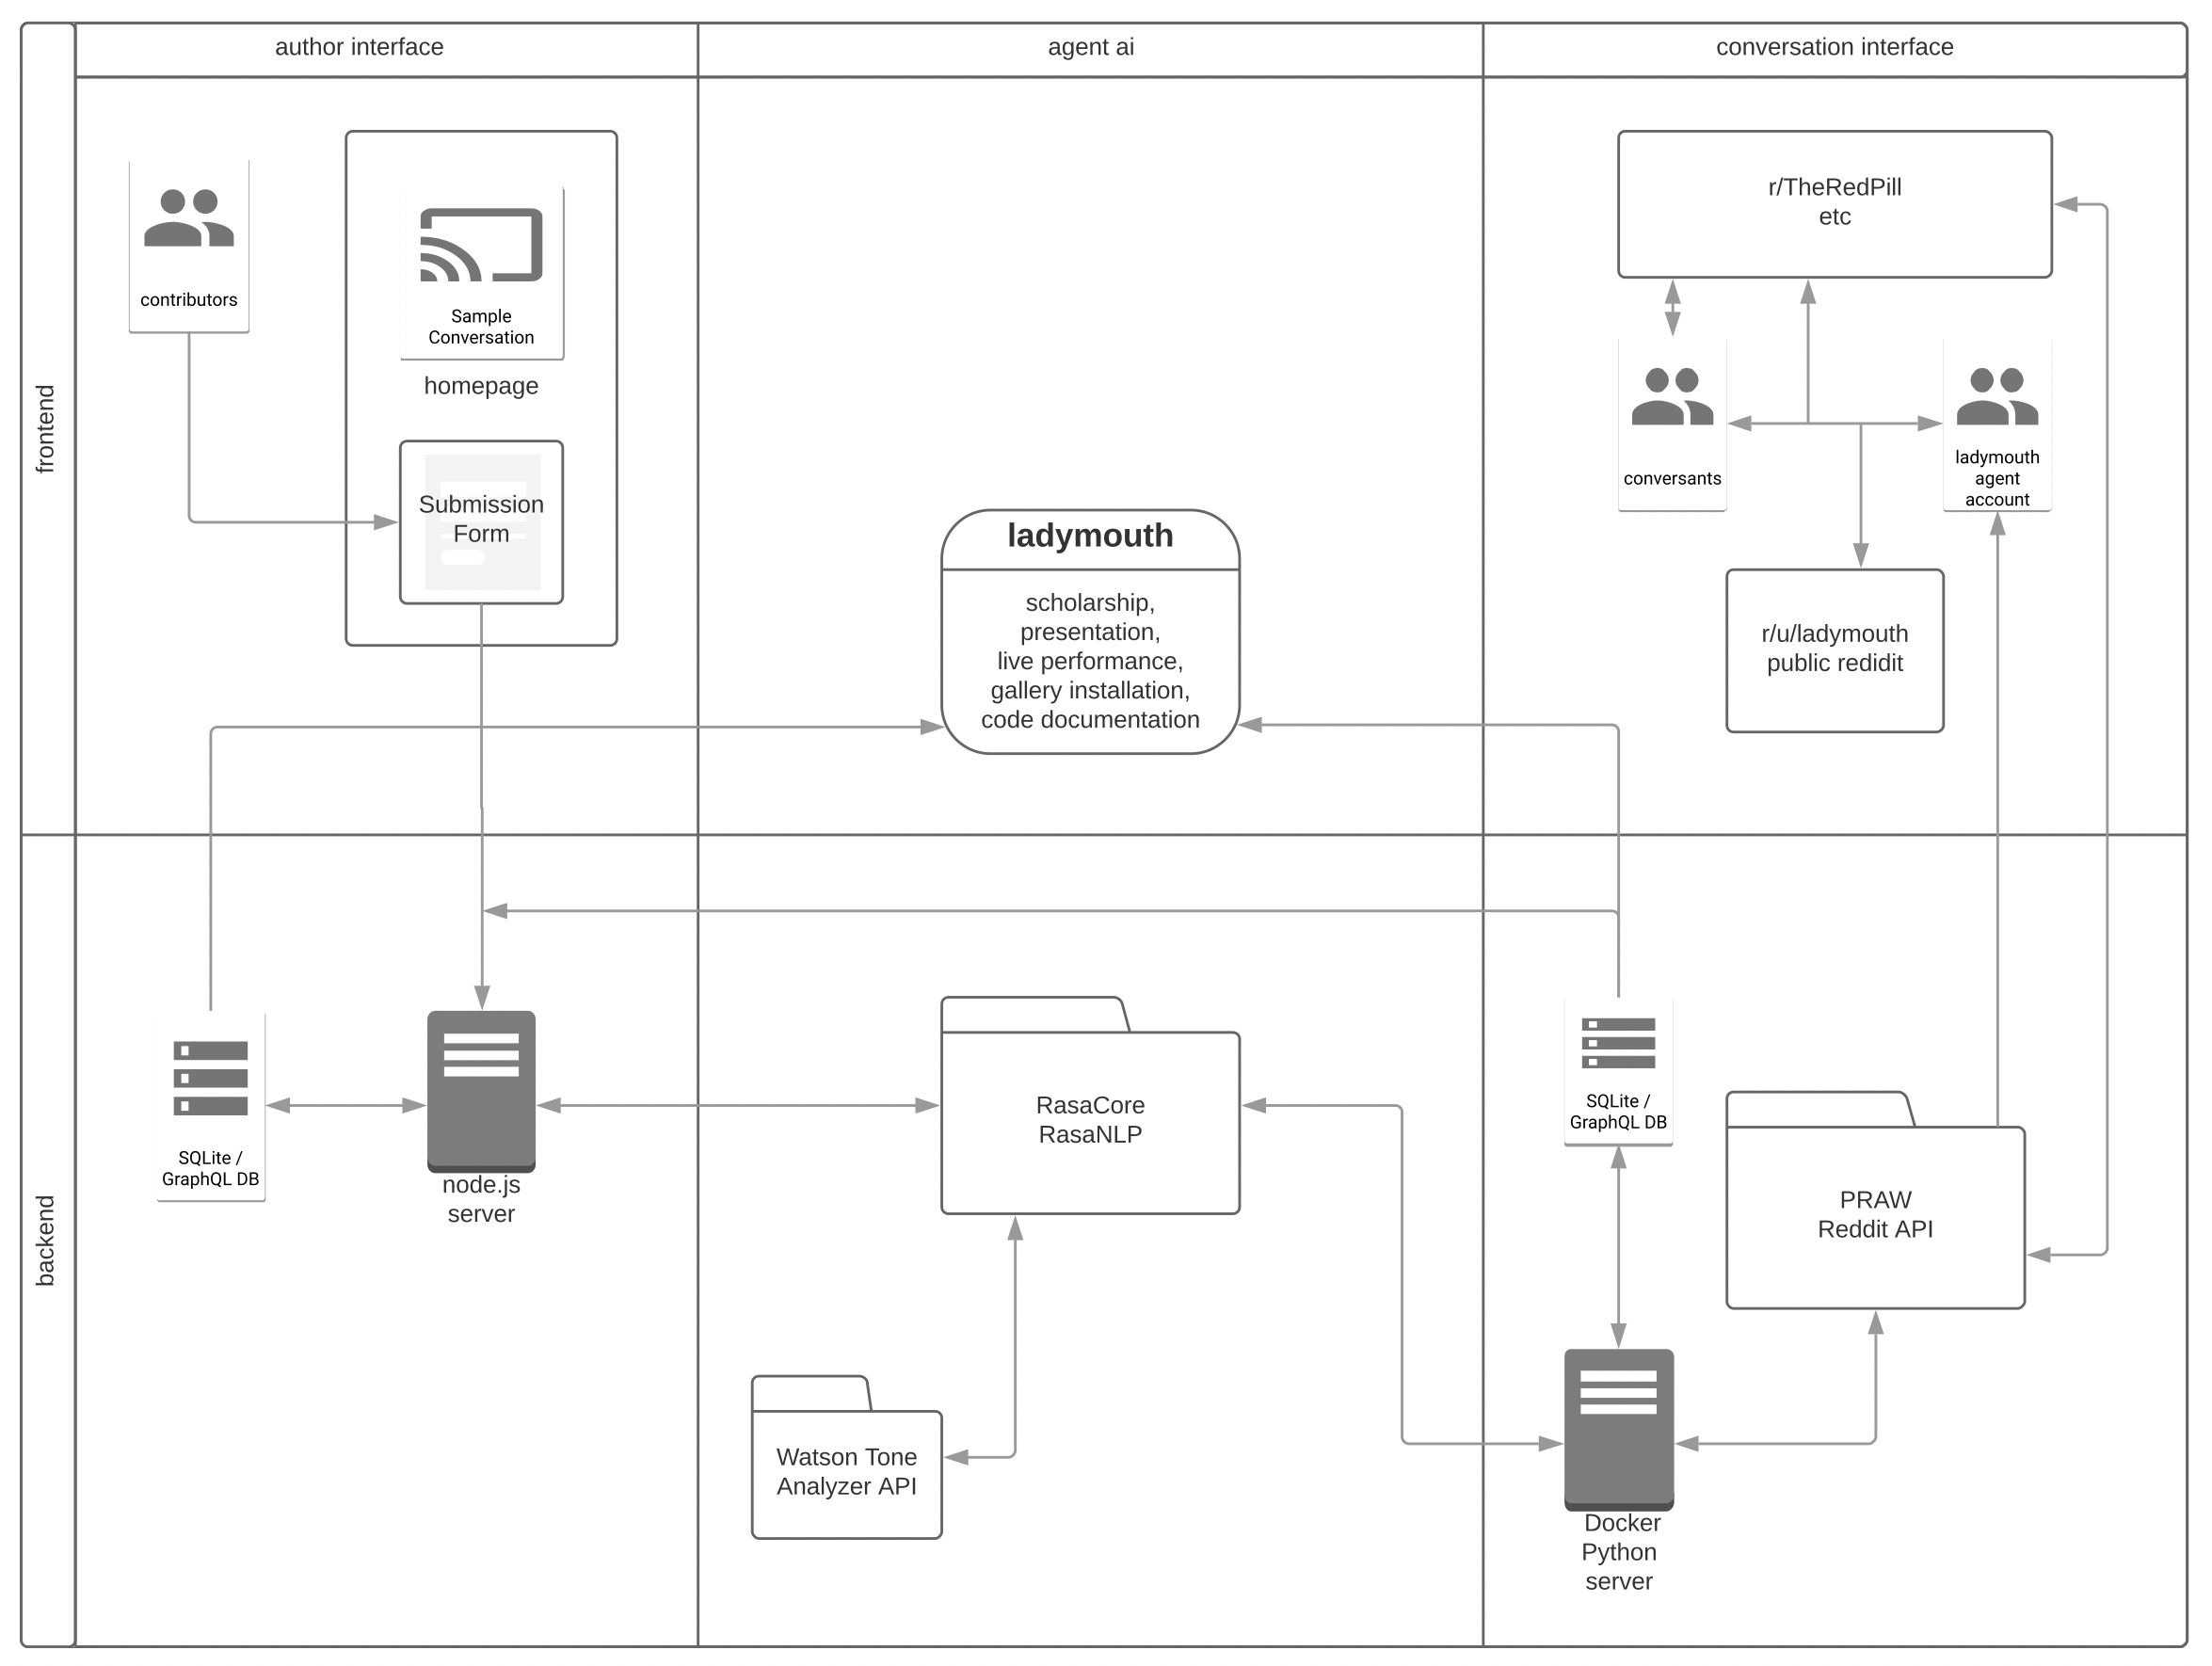 author interface
agent ai
conversation interface
frontend
contributors
Sample
Conversation
homepage
Submission
Form
ladymouth
scholarship,
presentation,
live performance,
gallery installation,
code documentation
r/TheRedPill
etc
conversants
ladymouth
agent
account
r/u/ladymouth
public redidit
backend
SQLite /
GraphQL DB
node.js
server
RasaCore
RasaNLP
Watson Tone
Analyzer API
SQLite /
GraphQL DB
PRAW
Reddit API
Docker
Python
server